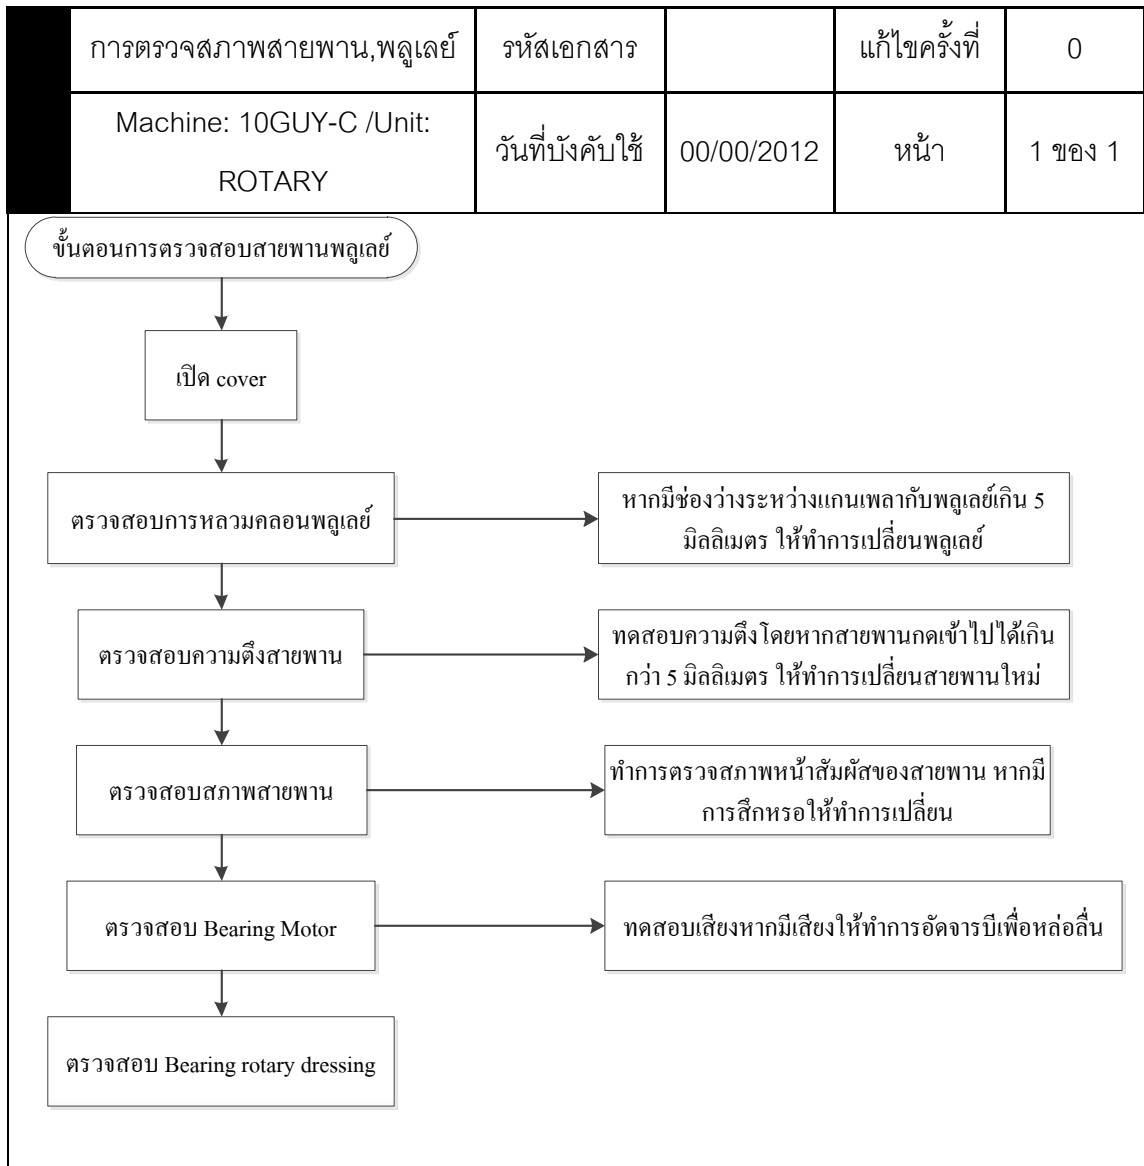 การตรวจสภาพสายพาน,พลูเลย์
รหัสเอกสาร
แก้ไขครั้งที่
0
Machine: 10GUY-C /Unit:
ROTARY
วันที่บังคับใช้
00/00/2012
หน้า
1 ของ 1
ขั้นตอนการตรวจสอบสายพานพลูเลย์
เปิด cover
ตรวจสอบการหลวมคลอนพลูเลย์
หากมีช่องว่างระหว่างแกนเพลากับพลูเลย์เกิน 5
มิลลิเมตร ให้ทำการเปลี่ยนพลูเลย์
ตรวจสอบความตึงสายพาน
ทดสอบความตึงโดยหากสายพานกดเข้าไปได้เกิน
กว่า 5 มิลลิเมตร ให้ทำการเปลี่ยนสายพานใหม่
ตรวจสอบสภาพสายพาน
ทำการตรวจสภาพหน้าสัมผัสของสายพาน หากมี
การสึกหรอให้ทำการเปลี่ยน
ตรวจสอบ Bearing Motor
ทดสอบเสียงหากมีเสียงให้ทำการอัดจารบีเพื่อหล่อลื่น
ตรวจสอบ Bearing rotary dressing